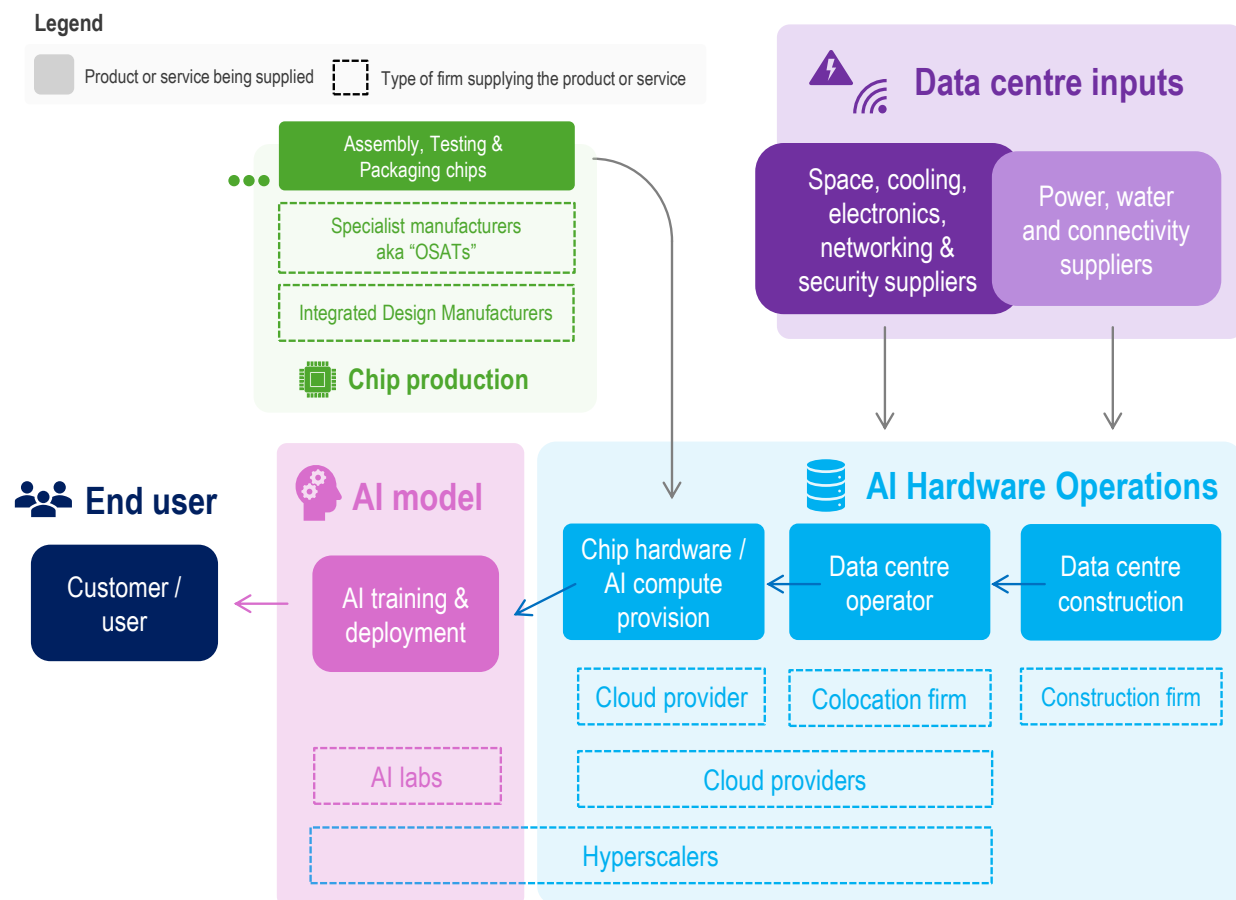 Legend
Product or service being supplied
Type of firm supplying the product or service
Data centre inputs
Space, cooling,
electronics,
networking &
security suppliers
Power, water
and connectivity
suppliers
Assembly, Testing &
Packaging chips
Specialist manufacturers
aka “OSATs”
Integrated Design Manufacturers
Chip production
End user
Customer /
user
AI model
AI training &
deployment
AI labs
AI Hardware Operations
Chip hardware /
AI compute
provision
Data centre
operator
Data centre
construction
Cloud provider
Colocation firm
Construction firm
Cloud providers
Hyperscalers